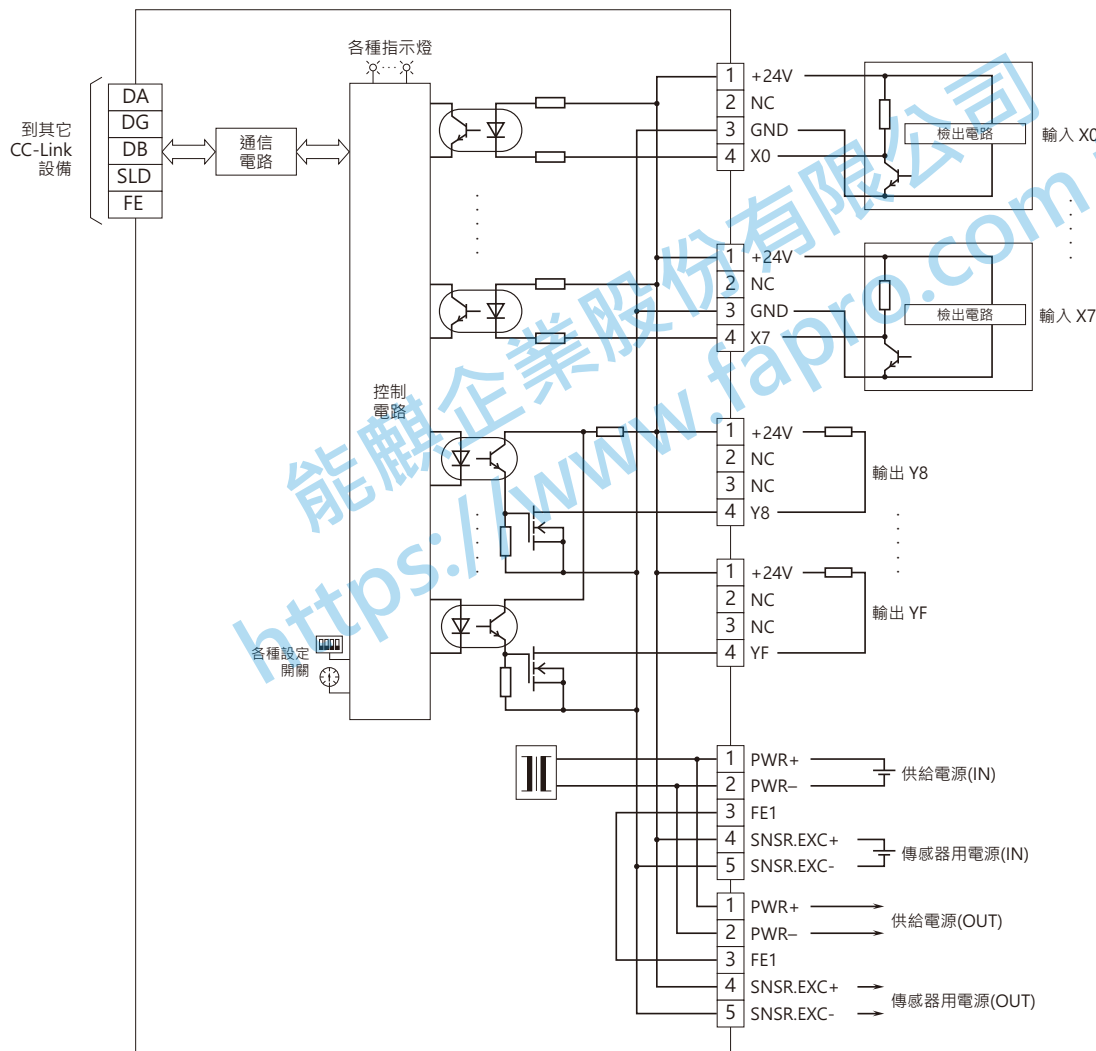 各種指示燈
DA
DG
DB
SLD
FE
到其它
CC-Link
設備
通信
電路
控制
電路
各種設定
開關
1 +24V
2 NC
3 GND
4 X0
檢出電路
輸入 X0
1 +24V
2 NC
3 GND
4 X7
檢出電路
輸入 X7
1 +24V
2 NC
3 NC
4 Y8
輸出 Y8
1 +24V
2 NC
3 NC
4 YF
輸出 YF
1 PWR+
2 PWR–
供給電源(IN)
3 FE1
4 SNSR.EXC+
5 SNSR.EXC-
傳感器用電源(IN)
1 PWR+
2 PWR–
供給電源(OUT)
3 FE1
4 SNSR.EXC+
5 SNSR.EXC-
傳感器用電源(OUT)
能麒企業股份有限公司
https://www.fapro.com